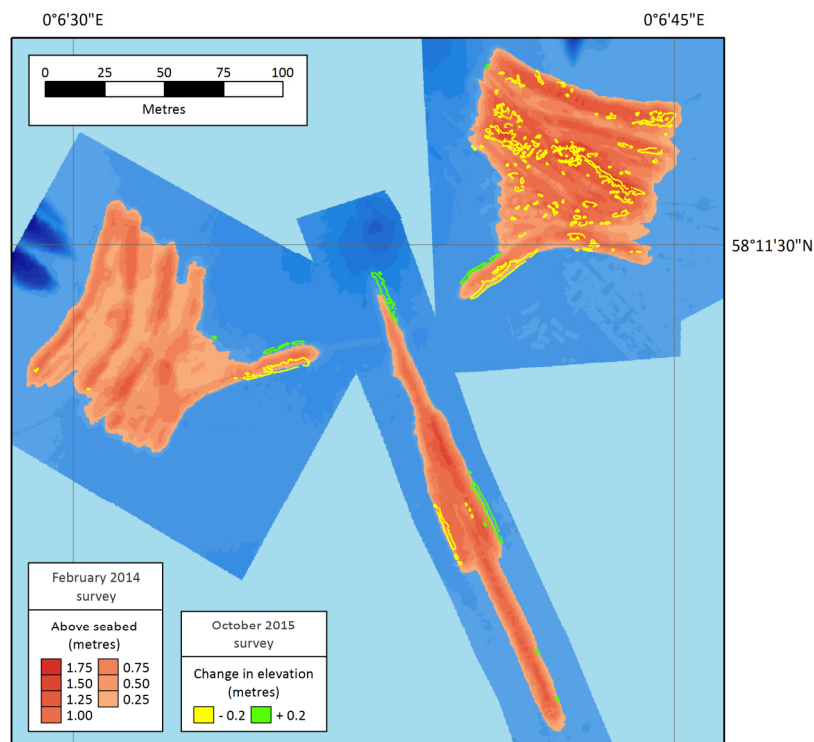 0°6'30"E
0°6'45"E
0 25 50 75 100
Metres
58°11'30"N
February 2014
survey
Above seabed
(metres)
1.75 0.75
1.50 0.50
1.25 0.25
1.00
October 2015
survey
Change in elevation
(metres)
- 0.2 + 0.2